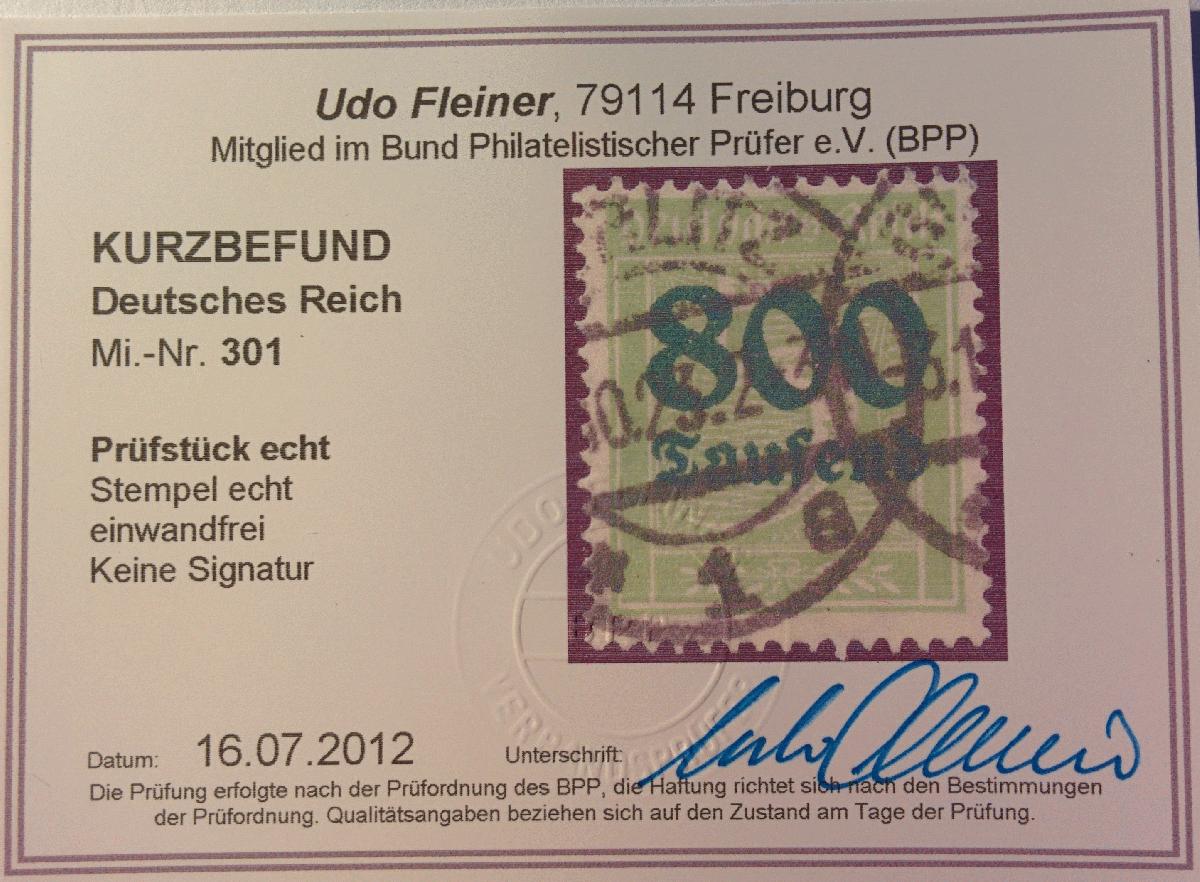 Udo Fleiner, 79114 Freiburg
Mitglied im Bund Philatelistischer Prüfer e.V. (BPP)
KURZBEFUND
Deutsches Reich
Mi.-Nr. 301
Prüfstück echt
Stempel echt
einwandfrei
Keine Signatur
800
Tausend
1 8
UDO
Datum: 16.07.2012
Unterschrift:
Die Prüfung erfolgte nach der Prüfordnung des BPP, die Haftung richtet sich nach den Bestimmungen
der Prüfordnung. Qualitätsangaben beziehen sich auf den Zustand am Tage der Prüfung.